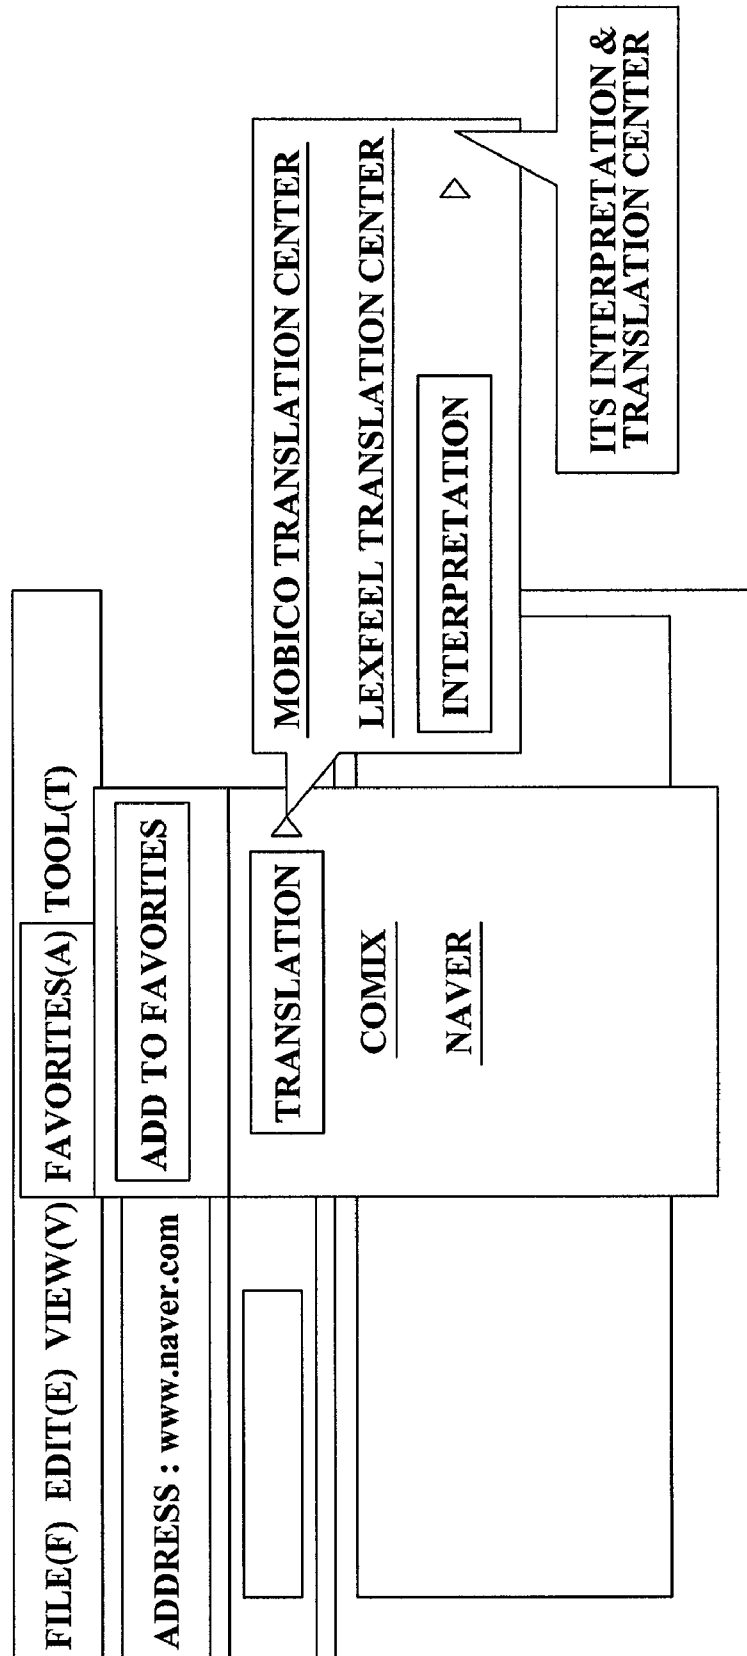 FILE(F) EDIT(E) VIEW(V) FAVORITES(A) TOOL(T)
ADDRESS : www.naver.com
ADD TO FAVORITES
TRANSLATION
COMIX
NAVER
MOBICO TRANSLATION CENTER
LEXFEEL TRANSLATION CENTER
INTERPRETATION
ITS INTERPRETATION &
TRANSLATION CENTER